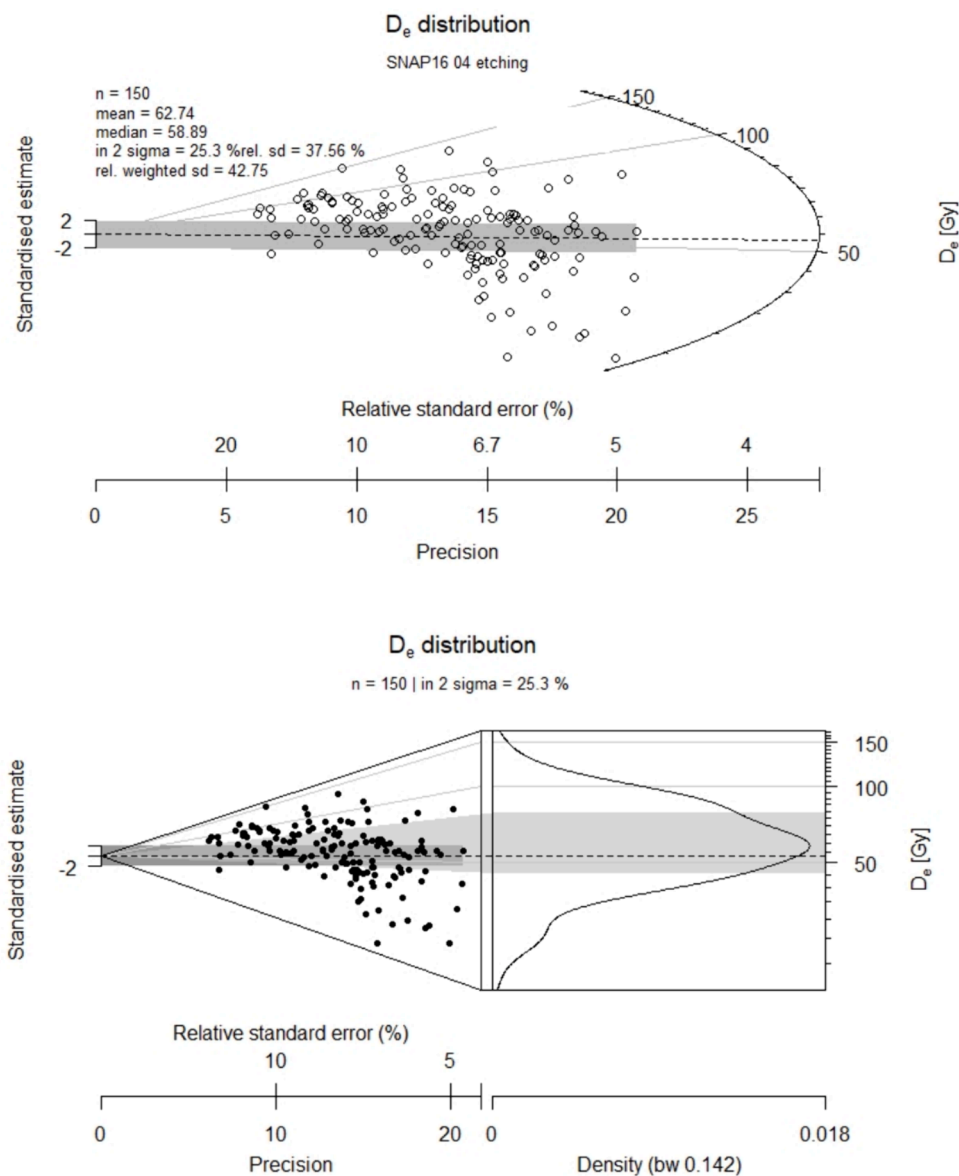 De distribution
SNAP16 04 etching
n = 150
mean = 62.74
median = 58.89
in 2 sigma = 25.3 %rel. sd = 37.56 %
rel. weighted sd = 42.75
150
100
50
2
-2
Standardised estimate
De [Gy]
Relative standard error (%)
20 10 6.7 5 4
0 5 10 15 20 25
Precision
De distribution
n = 150 | in 2 sigma = 25.3 %
150
100
50
-2
Standardised estimate
De [Gy]
Relative standard error (%)
10 5
0 20 0 0.018
Precision Density (bw 0.142)